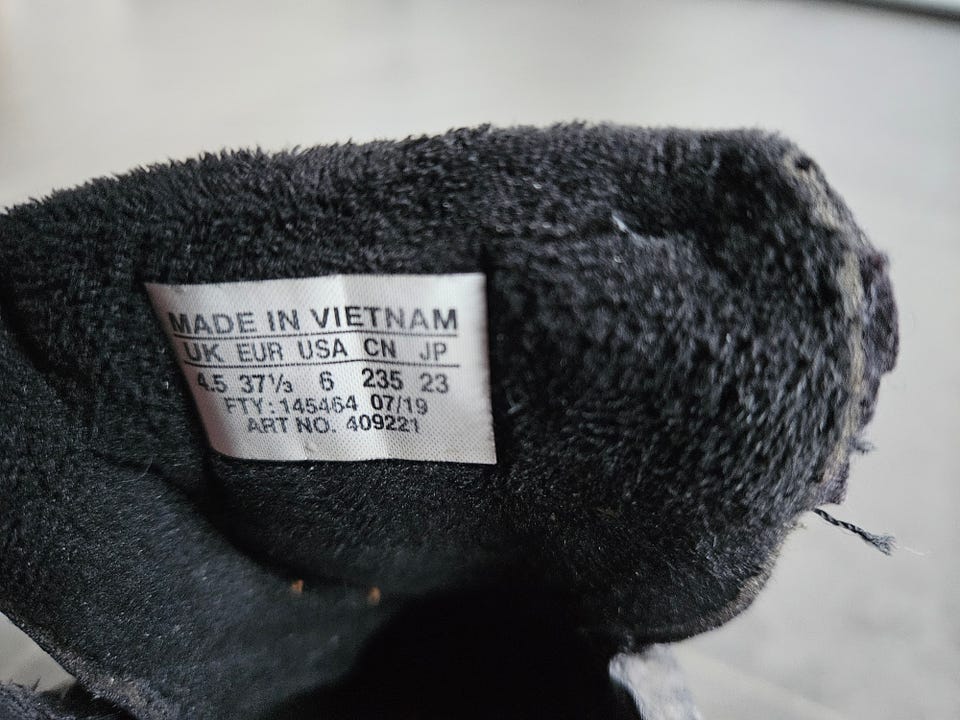 MADE IN VIETNAM
UK EUR USA CN JP
4.5 37⅓ 6 235 23
FTY: 145464 07/19
ART NO. 409221